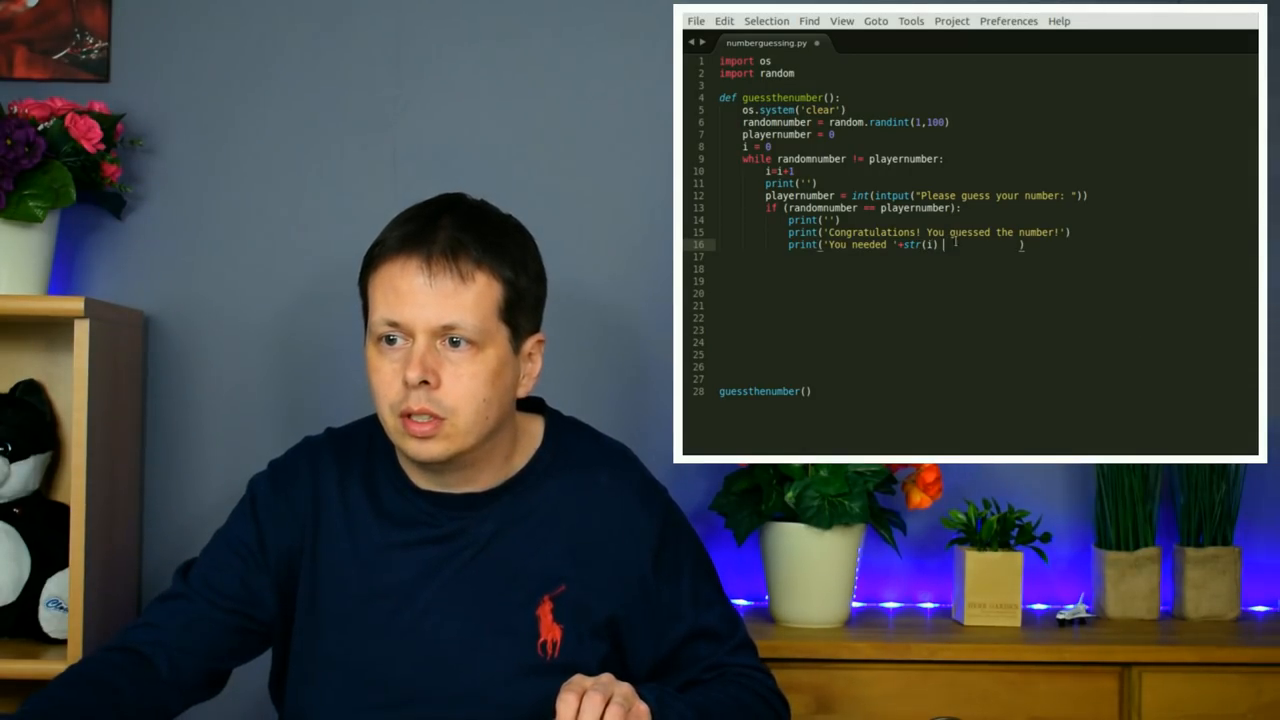 File Edit Selection Find View Goto Tools Project Preferences Help
numberguessing.py
1 import os
2 import random
3
4 def guessthenumber():
5 os.system('clear')
6 randomnumber = random.randint(1,100)
7 playernumber = 0
8 i = 0
9 while randomnumber != playernumber:
10 i=i+1
11 print('')
12 playernumber = int(intput("Please guess your number: "))
13 if (randomnumber == playernumber):
14 print('')
15 print('Congratulations! You guessed the number!')
16 print('You needed '+str(i) )
17
18
19
20
21
22
23
24
25
26
27
28 guessthenumber()
HERB GARDEN